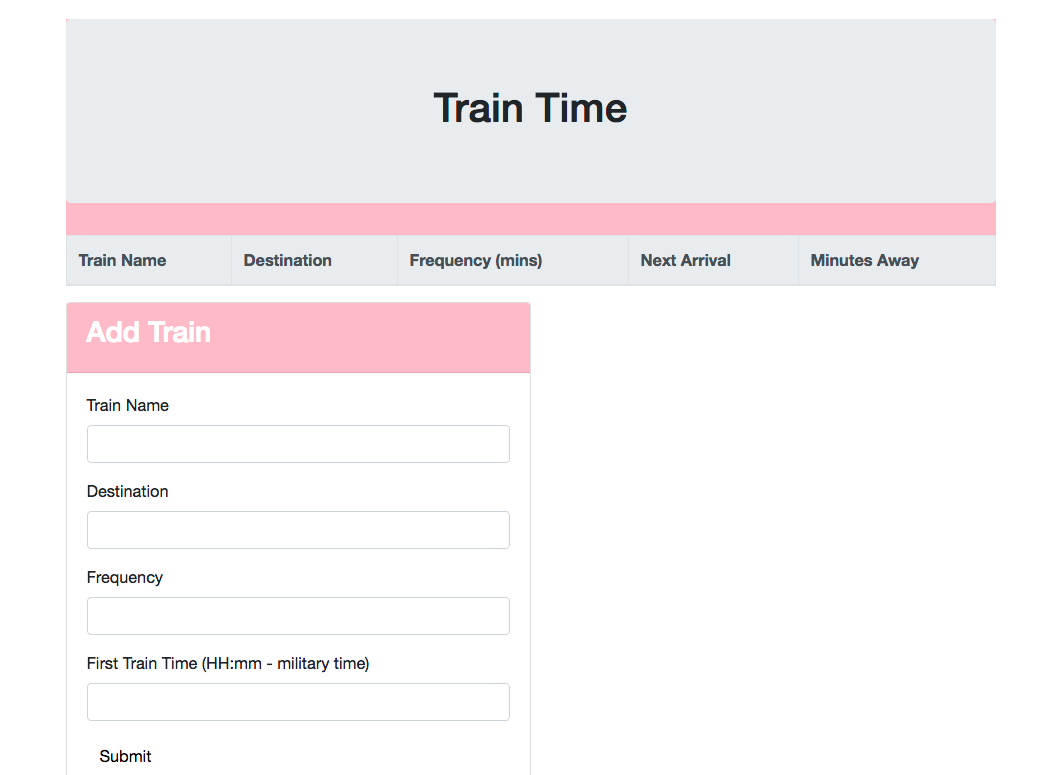 Train Time
Train Name Destination Frequency (mins) Next Arrival Minutes Away
Add Train
Train Name
Destination
Frequency
First Train Time (HH:mm - military time)
Submit